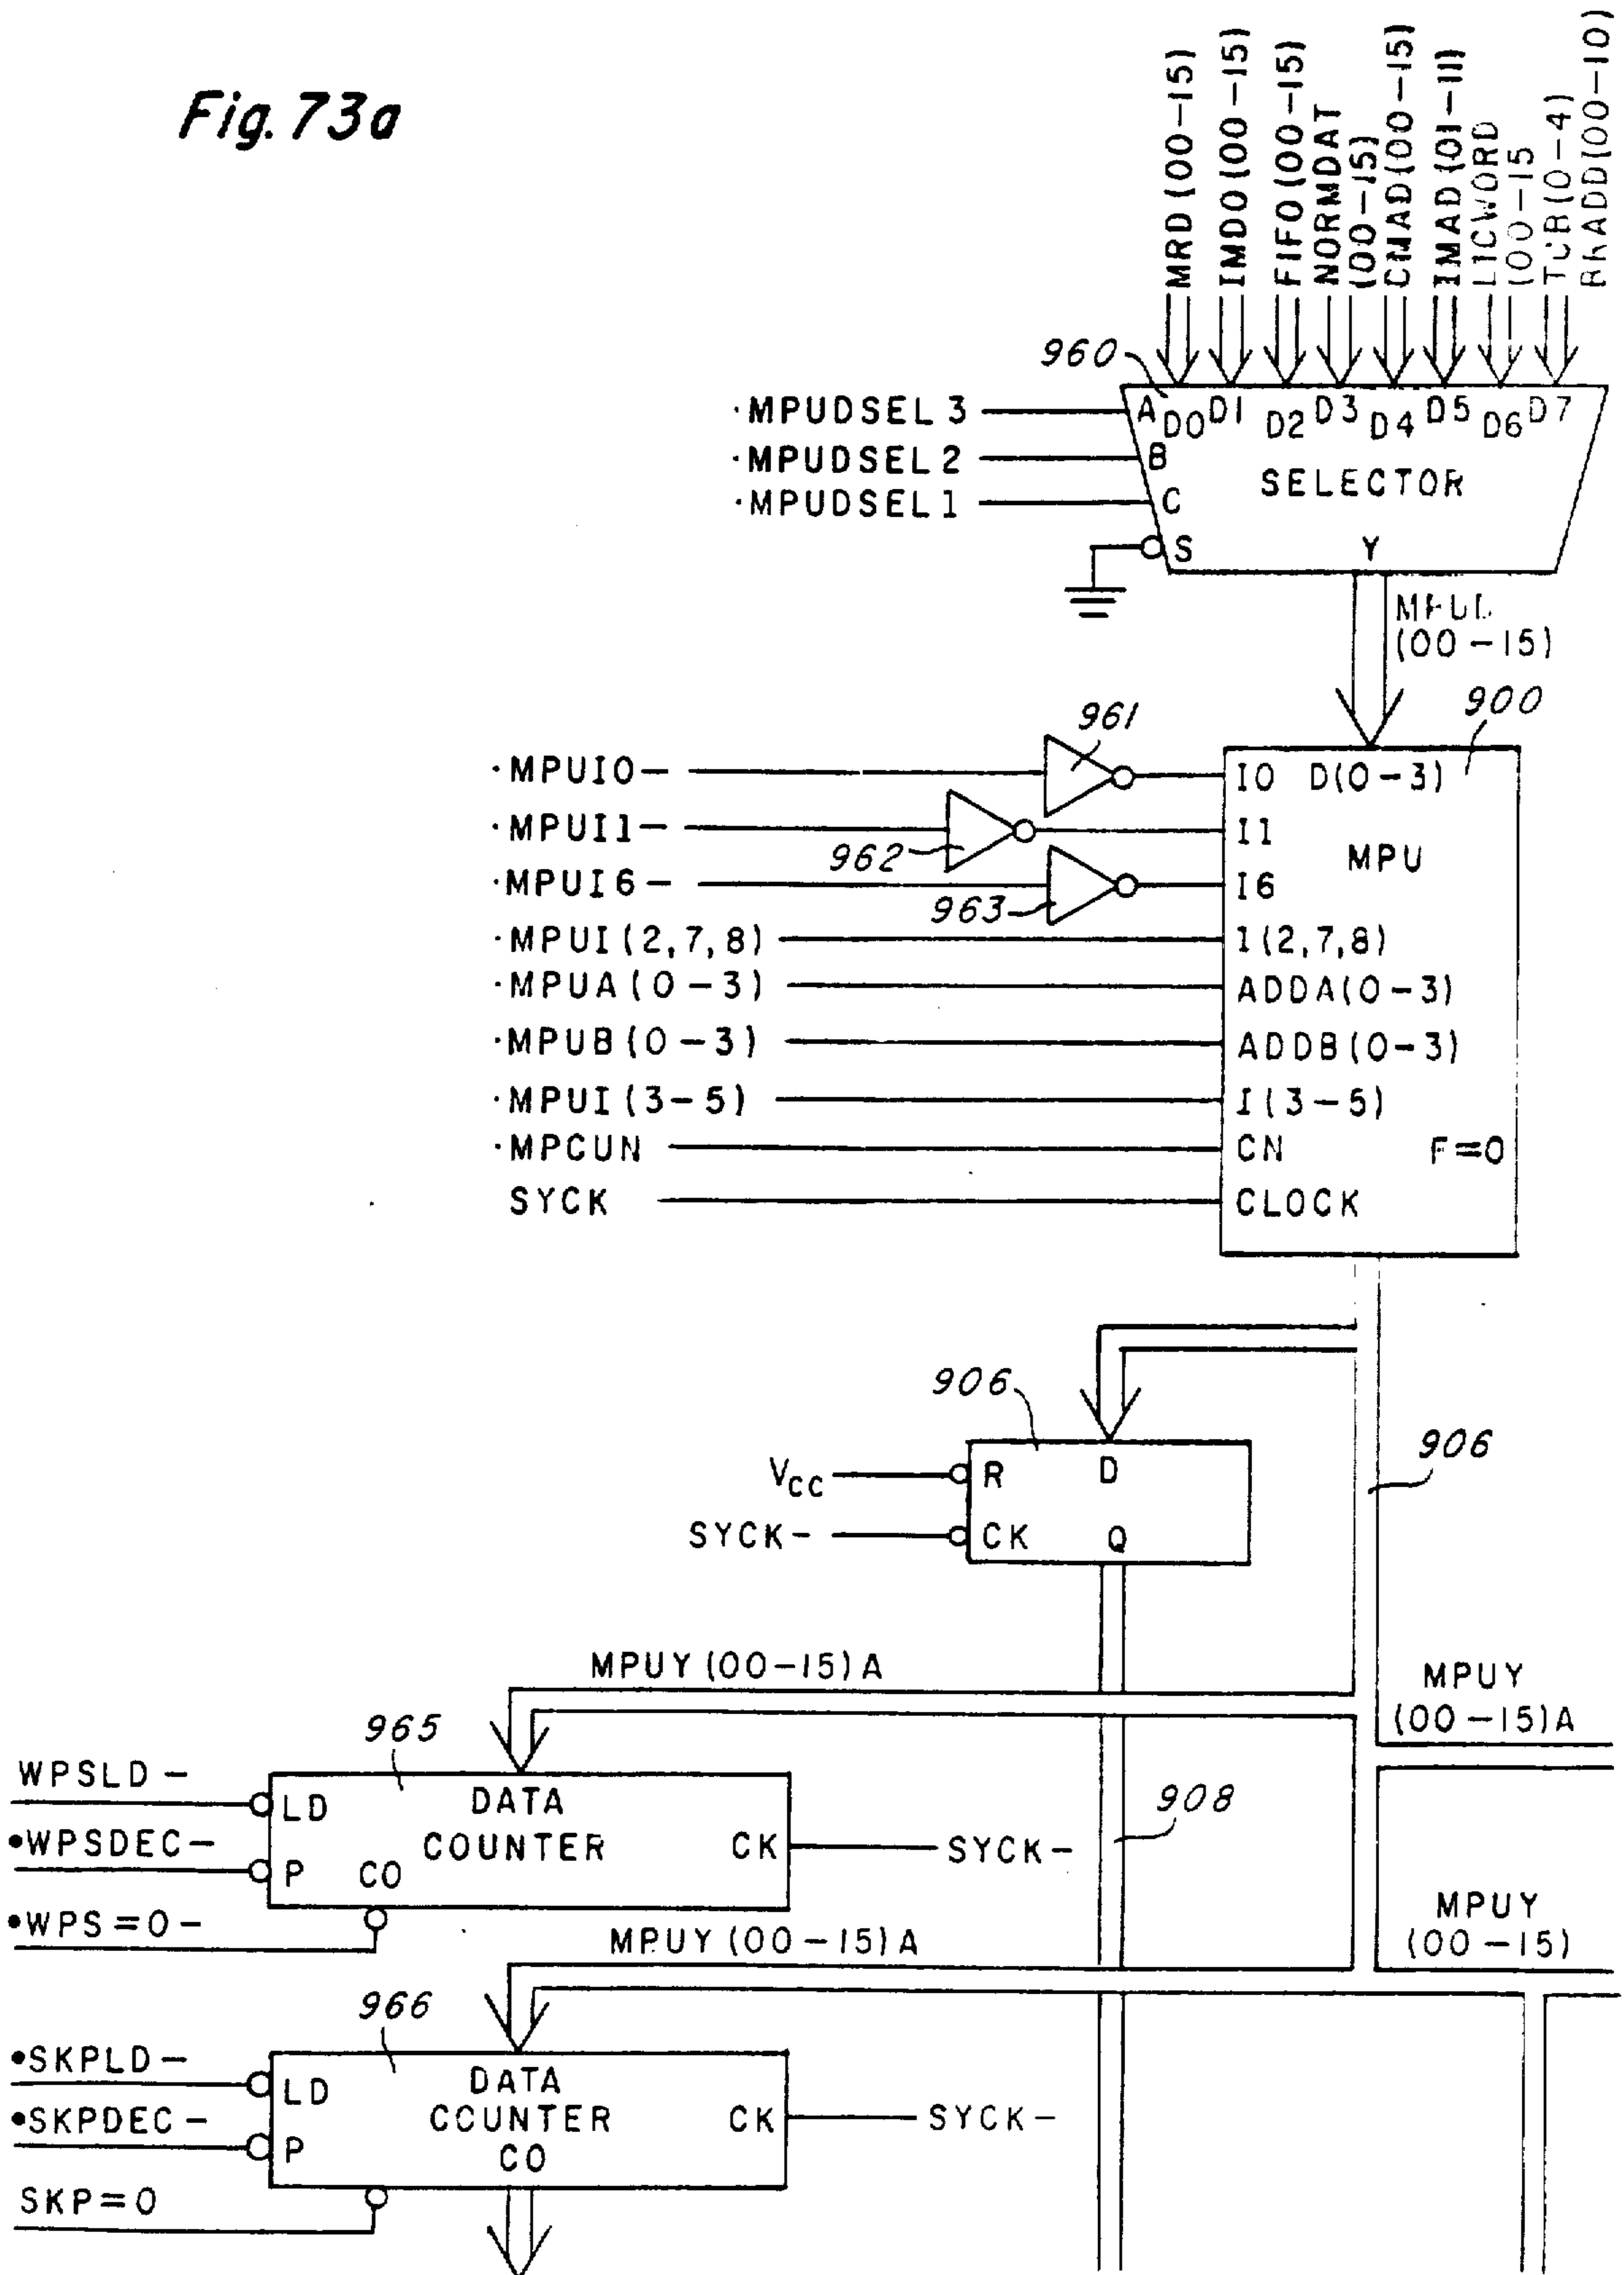 Fig. 73a
MRD (00-15)
IMDO (00-15)
FIFO (00-15)
NORMDAT
(00-15)
CMAD (00-15)
IMAD (01-11)
LICWORD
(00-15
(0-4)
(00-10)
960
·MPUDSEL 3
A D0 D1 D2 D3 D4 D5 D6 D7
·MPUDSEL 2
B
SELECTOR
·MPUDSEL 1
C
S
Y
(00-15)
900
961
·MPUI0-
I0 D(0-3)
·MPUI1-
I1
962
MPU
·MPUI6-
I6
963
·MPUI(2,7,8)
I(2,7,8)
·MPUA(0-3)
ADDA(0-3)
·MPUB(0-3)
ADDB(0-3)
·MPUI(3-5)
I(3-5)
·MPCUN
CN F=0
SYCK
CLOCK
906
906
VCC
R D
SYCK-
CK Q
MPUY (00-15)A
MPUY
(00-15)A
965
WPSLD-
LD DATA
908
•WPSDEC-
COUNTER CK SYCK-
P CO
•WPS=0-
MPUY (00-15)A
MPUY
(00-15)
966
•SKPLD-
LD DATA
•SKPDEC-
CCUNTER CK SYCK-
P CO
SKP=0